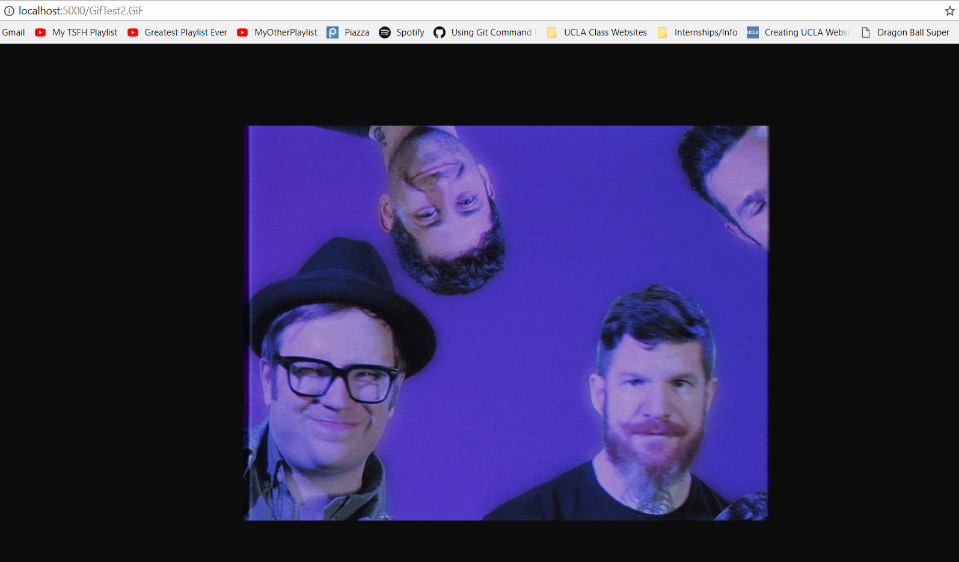 localhost:5000/GifTest2.GiF
Gmail My TSFH Playlist Greatest Playlist Ever MyOtherPlaylist Piazza Spotify Using Git Command UCLA Class Websites Internships/Info UCLA Creating UCLA Webs Dragon Ball Super